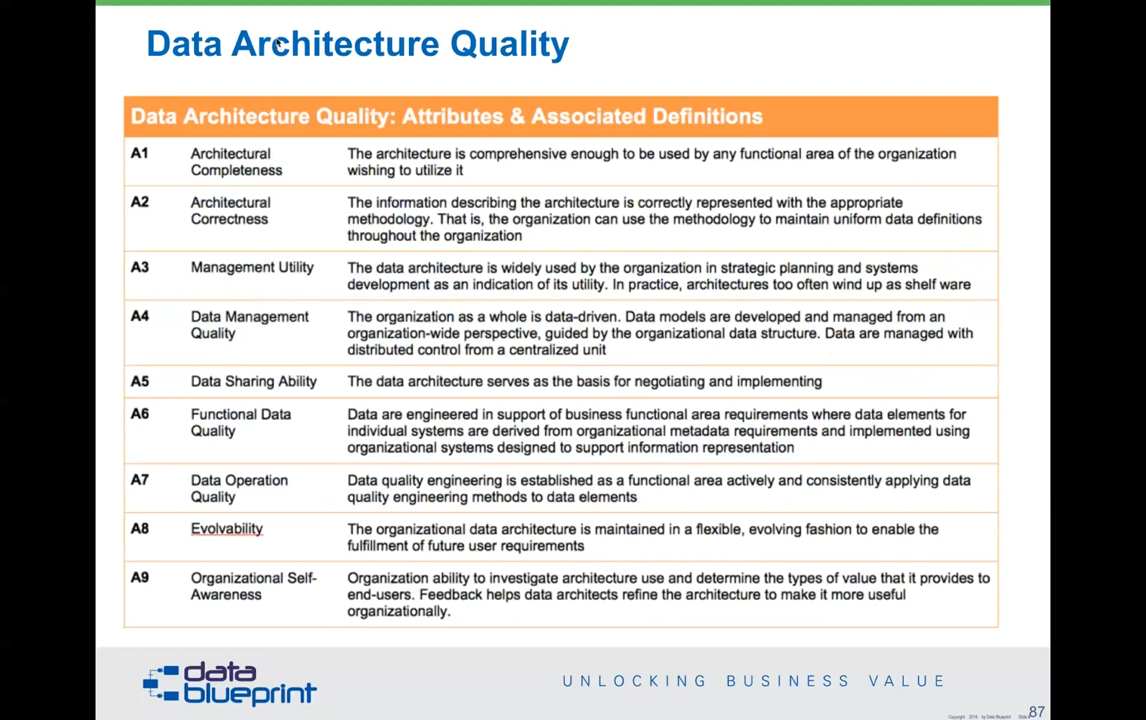 Data Architecture Quality
Data Architecture Quality: Attributes & Associated Definitions
A1 Architectural Completeness The architecture is comprehensive enough to be used by any functional area of the organization
wishing to utilize it
A2 Architectural Correctness The information describing the architecture is correctly represented with the appropriate
methodology. That is, the organization can use the methodology to maintain uniform data definitions
throughout the organization
A3 Management Utility The data architecture is widely used by the organization in strategic planning and systems
development as an indication of its utility. In practice, architectures too often wind up as shelf ware
A4 Data Management Quality The organization as a whole is data-driven. Data models are developed and managed from an
organization-wide perspective, guided by the organizational data structure. Data are managed with
distributed control from a centralized unit
A5 Data Sharing Ability The data architecture serves as the basis for negotiating and implementing
A6 Functional Data Quality Data are engineered in support of business functional area requirements where data elements for
individual systems are derived from organizational metadata requirements and implemented using
organizational systems designed to support information representation
A7 Data Operation Quality Data quality engineering is established as a functional area actively and consistently applying data
quality engineering methods to data elements
A8 Evolvability The organizational data architecture is maintained in a flexible, evolving fashion to enable the
fulfillment of future user requirements
A9 Organizational Self-Awareness Organization ability to investigate architecture use and determine the types of value that it provides to
end-users. Feedback helps data architects refine the architecture to make it more useful
organizationally.
data
blueprint
UNLOCKING BUSINESS VALUE
by Data Blueprint
87